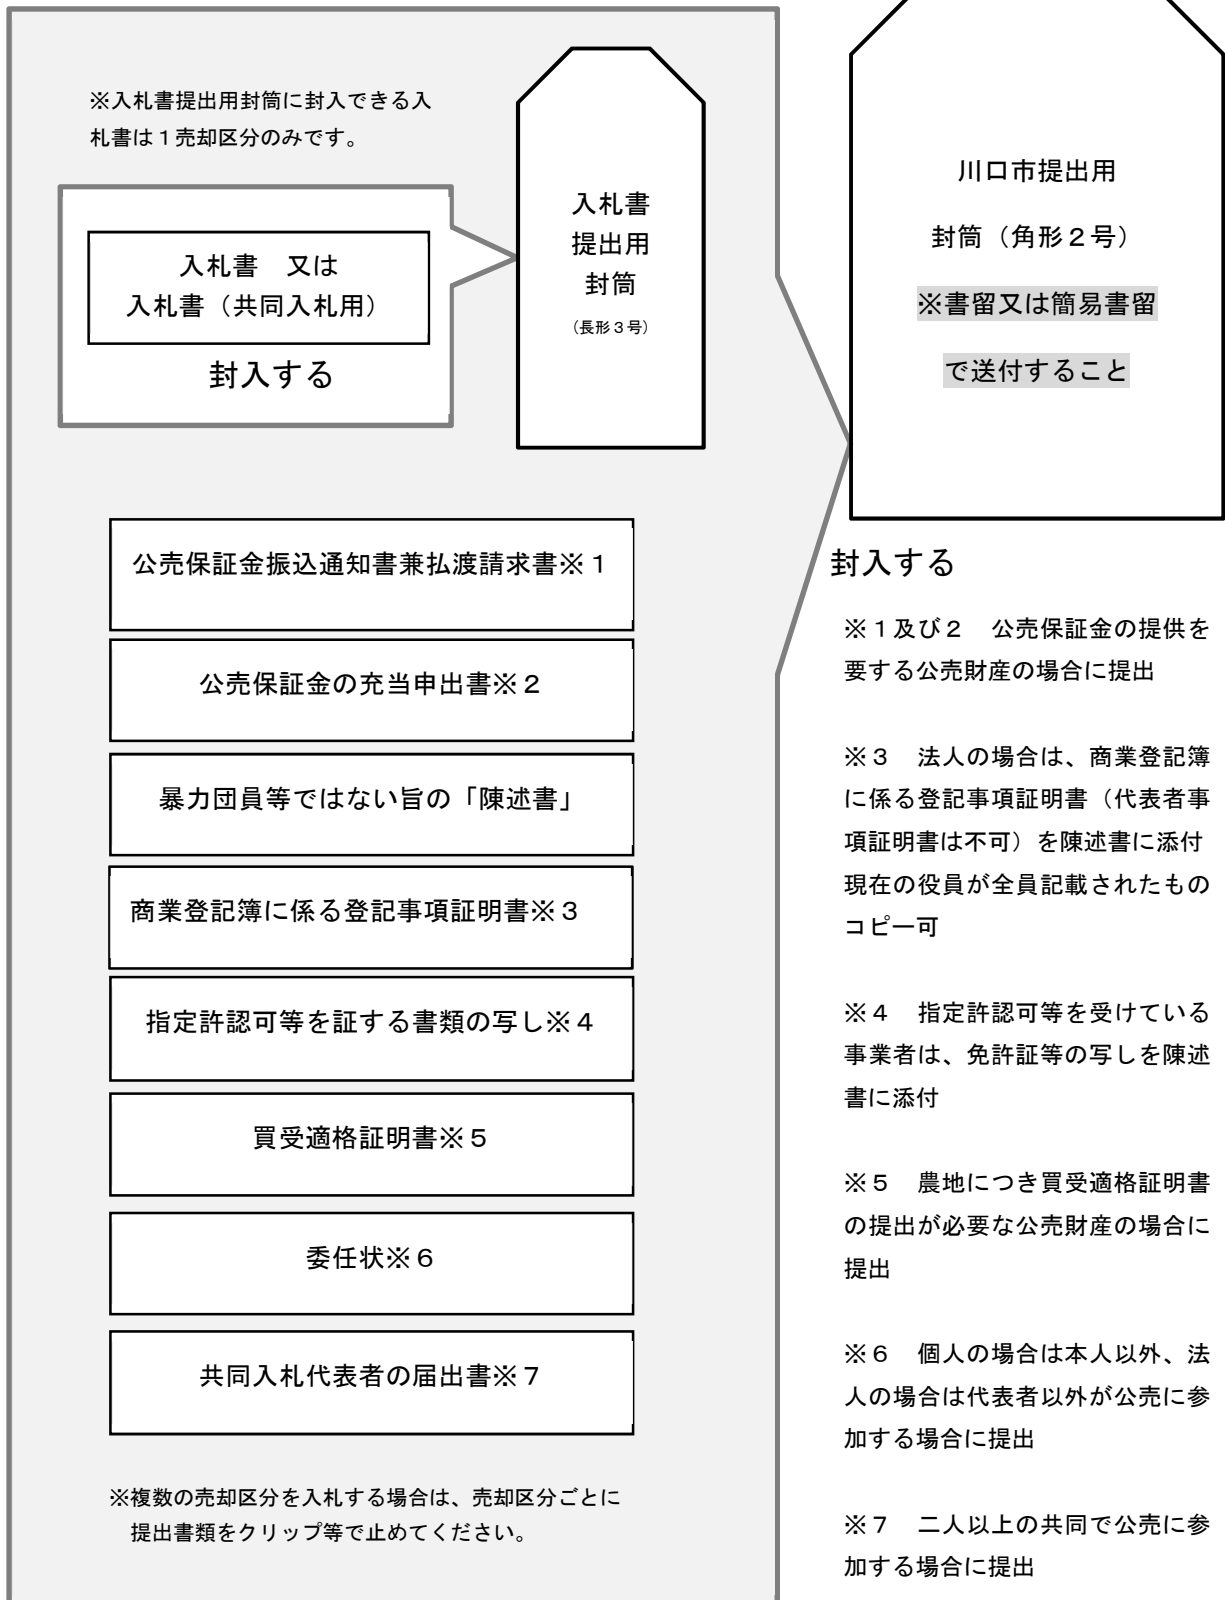 ※入札書提出用封筒に封入できる入
札書は１売却区分のみです。
入札書　又は
入札書（共同入札用）
封入する
入札書
提出用
封筒
（長形３号）
川口市提出用
封筒（角形２号）
※書留又は簡易書留
で送付すること
公売保証金振込通知書兼払渡請求書※１
公売保証金の充当申出書※２
暴力団員等ではない旨の「陳述書」
商業登記簿に係る登記事項証明書※３
指定許認可等を証する書類の写し※４
買受適格証明書※５
委任状※６
共同入札代表者の届出書※７
※複数の売却区分を入札する場合は、売却区分ごとに
提出書類をクリップ等で止めてください。
封入する
※１及び２　公売保証金の提供を
要する公売財産の場合に提出
※３　法人の場合は、商業登記簿
に係る登記事項証明書（代表者事
項証明書は不可）を陳述書に添付
現在の役員が全員記載されたもの
コピー可
※４　指定許認可等を受けている
事業者は、免許証等の写しを陳述
書に添付
※５　農地につき買受適格証明書
の提出が必要な公売財産の場合に
提出
※６　個人の場合は本人以外、法
人の場合は代表者以外が公売に参
加する場合に提出
※７　二人以上の共同で公売に参
加する場合に提出